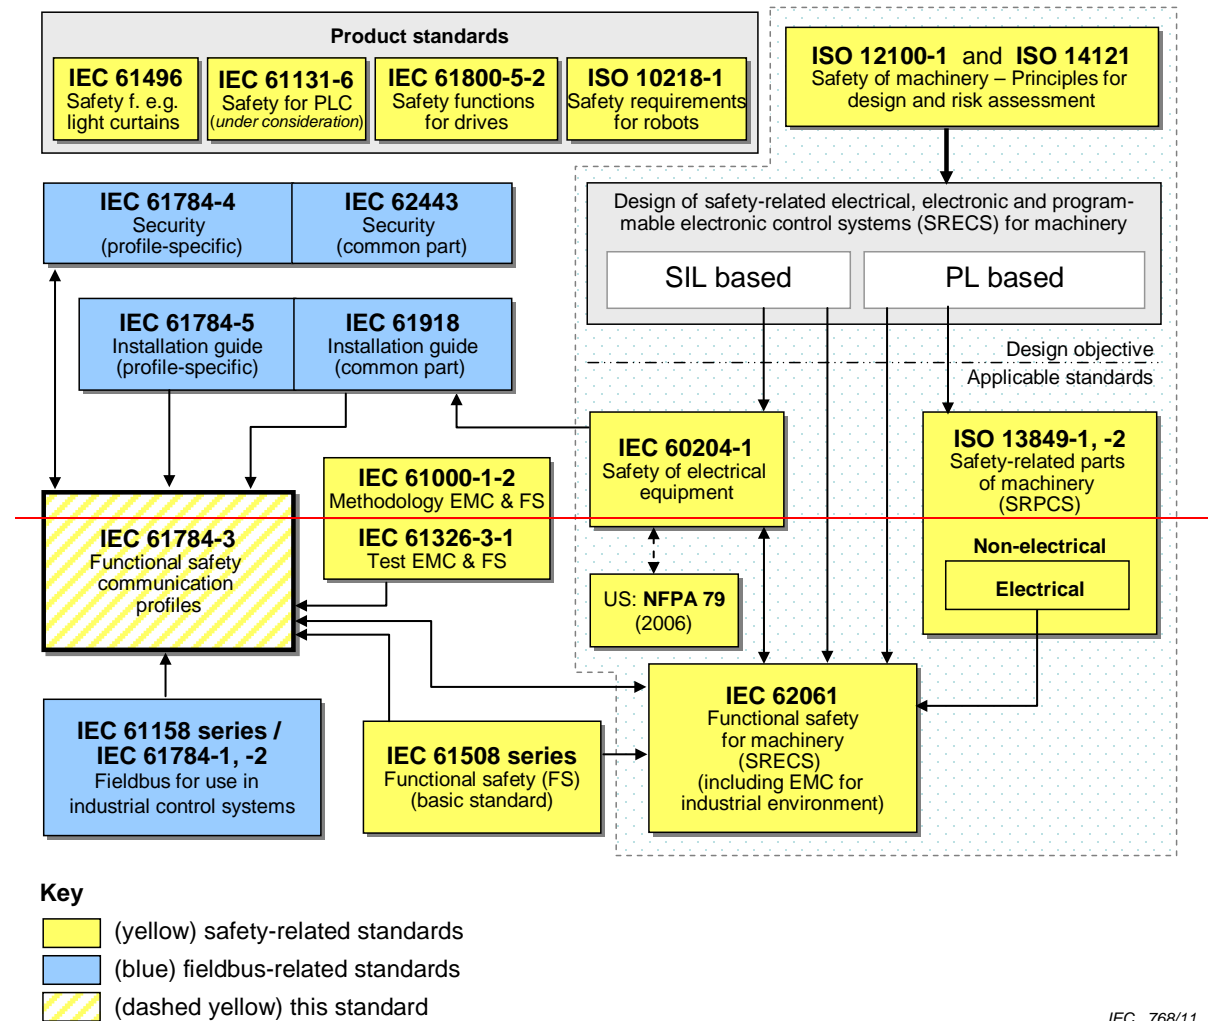 Product standards
IEC 61496
Safety f. e.g.
light curtains
IEC 61131-6
Safety for PLC
(under consideration)
IEC 61800-5-2
Safety functions
for drives
ISO 10218-1
Safety requirements
for robots
ISO 12100-1 and ISO 14121
Safety of machinery – Principles for
design and risk assessment
IEC 61784-4
Security
(profile-specific)
IEC 62443
Security
(common part)
Design of safety-related electrical, electronic and program-
mable electronic control systems (SRECS) for machinery
SIL based
PL based
IEC 61784-5
Installation guide
(profile-specific)
IEC 61918
Installation guide
(common part)
Design objective
Applicable standards
IEC 60204-1
Safety of electrical
equipment
ISO 13849-1, -2
Safety-related parts
of machinery
(SRPCS)
Non-electrical
Electrical
IEC 61000-1-2
Methodology EMC & FS
IEC 61326-3-1
Test EMC & FS
IEC 61784-3
Functional safety
communication
profiles
US: NFPA 79
(2006)
IEC 62061
Functional safety
for machinery
(SRECS)
(including EMC for
industrial environment)
IEC 61158 series /
IEC 61784-1, -2
Fieldbus for use in
industrial control systems
IEC 61508 series
Functional safety (FS)
(basic standard)
Key
(yellow) safety-related standards
(blue) fieldbus-related standards
(dashed yellow) this standard
IEC 768/11